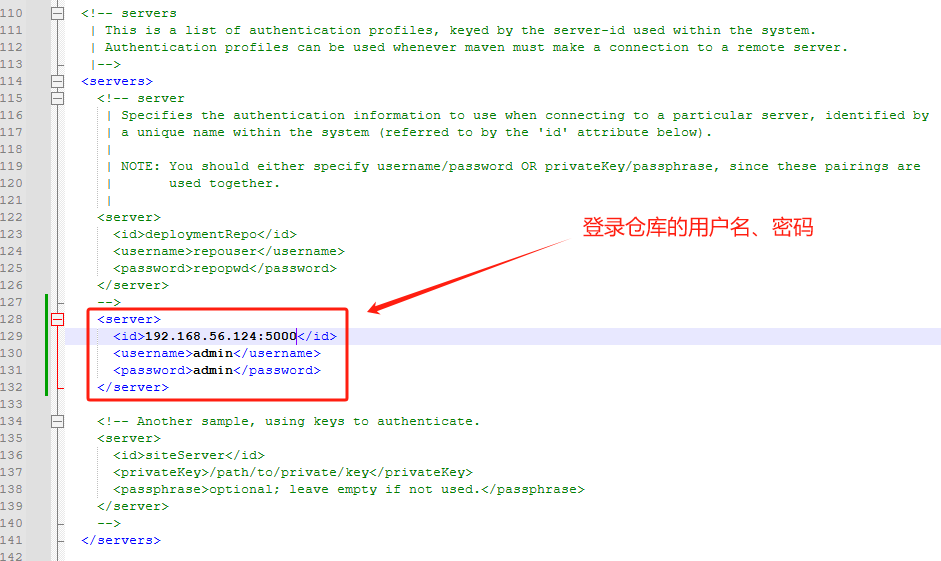 110 <!-- servers
111 | This is a list of authentication profiles, keyed by the server-id used within the system.
112 | Authentication profiles can be used whenever maven must make a connection to a remote server.
113 |-->
114 <servers>
115 <!-- server
116 | Specifies the authentication information to use when connecting to a particular server, identified by
117 | a unique name within the system (referred to by the 'id' attribute below).
118 |
119 | NOTE: You should either specify username/password OR privateKey/passphrase, since these pairings are
120 | used together.
121 |
122 <server>
123 <id>deploymentRepo</id>
124 <username>repouser</username>
125 <password>repopwd</password>
126 </server>
127 -->
128 <server>
129 <id>192.168.56.124:5000</id>
130 <username>admin</username>
131 <password>admin</password>
132 </server>
133
134 <!-- Another sample, using keys to authenticate.
135 <server>
136 <id>siteServer</id>
137 <privateKey>/path/to/private/key</privateKey>
138 <passphrase>optional; leave empty if not used.</passphrase>
139 </server>
140 -->
141 </servers>
142
登录仓库的用户名、密码